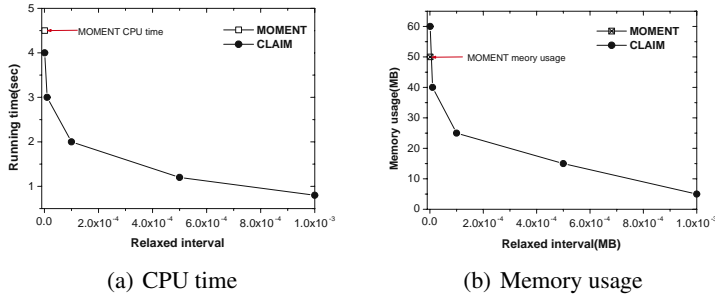 5
4
3
2
1
Running time(sec)
MOMENT CPU time
MOMENT
CLAIM
0.0 2.0x10-4 4.0x10-4 6.0x10-4 8.0x10-4 1.0x10-3
Relaxed interval
(a) CPU time
60
50
40
30
20
10
0
Memory usage(MB)
MOMENT meory usage
MOMENT
CLAIM
0.0 2.0x10-4 4.0x10-4 6.0x10-4 8.0x10-4 1.0x10-3
Relaxed interval(MB)
(b) Memory usage